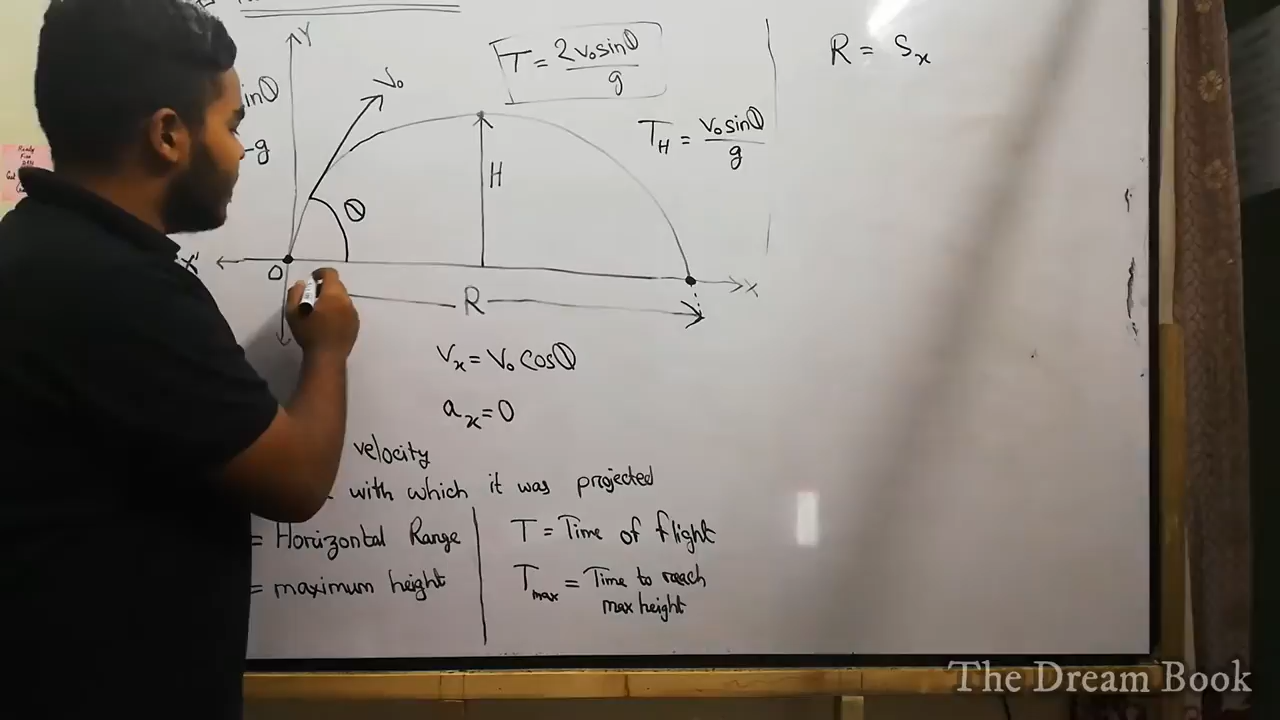 Y
V₀
T = 2v₀sinθ / g
R = Sₓ
inθ
-g
T_H = v₀sinθ / g
H
θ
X'
O
X
R
Vₓ = V₀ cosθ
aₓ = 0
velocity
with which it was projected
= Horizontal Range
= maximum height
T = Time of flight
T_max = Time to reach
max height
The Dream Book